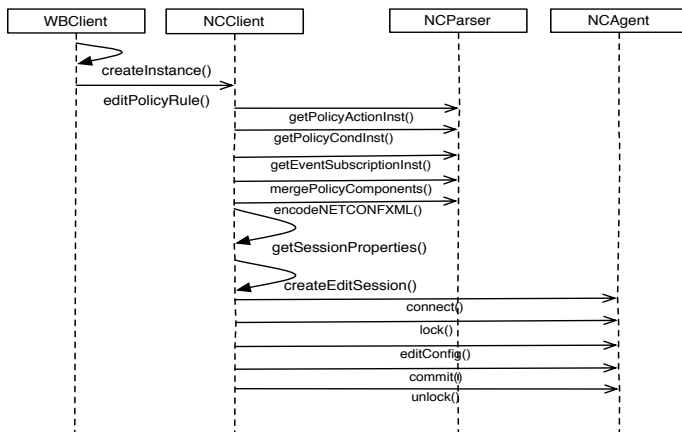 WBClient NCClient NCParser NCAgent
createInstance()
editPolicyRule()
getPolicyActionInst()
getPolicyCondInst()
getEventSubscriptionInst()
mergePolicyComponents()
encodeNETCONFXML()
getSessionProperties()
createEditSession()
connect()
lock()
editConfig()
commit()
unlock()